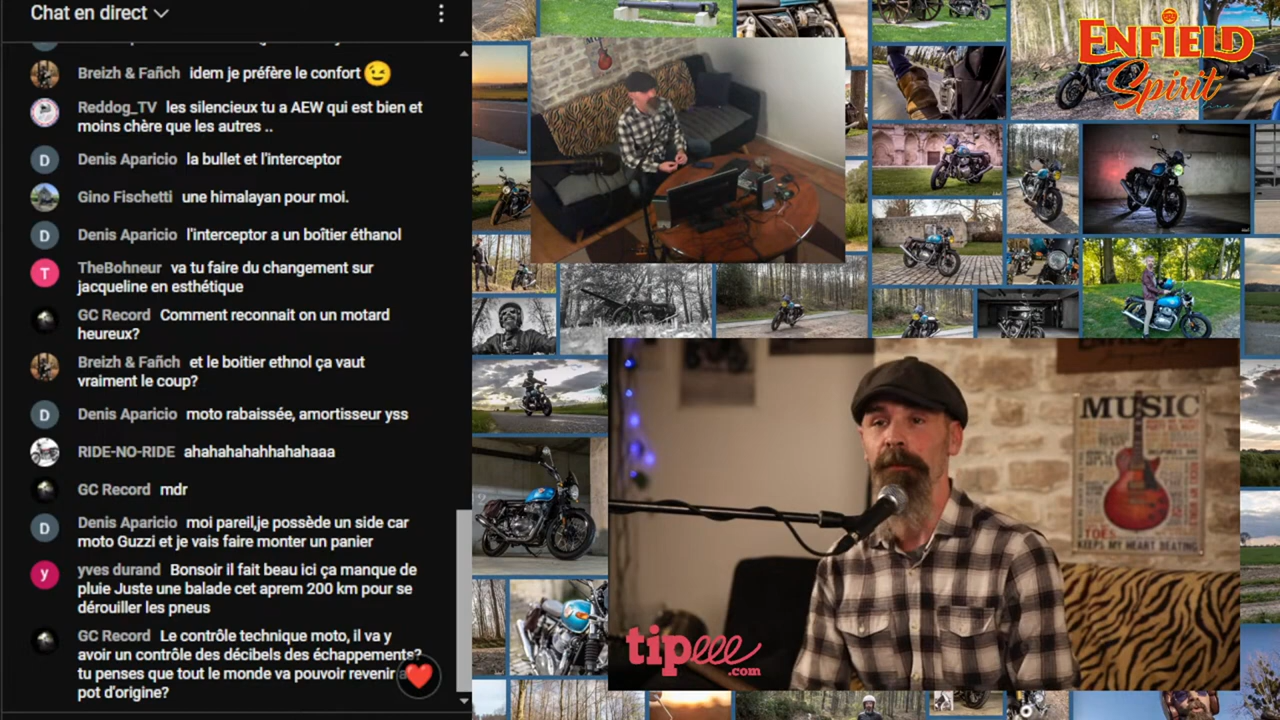 Chat en direct
Breizh & Fañch idem je préfère le confort
Reddog_TV les silencieux tu a AEW qui est bien et
moins chère que les autres ..
D Denis Aparicio la bullet et l'interceptor
Gino Fischetti une himalayan pour moi.
D Denis Aparicio l'interceptor a un boîtier éthanol
T TheBohneur va tu faire du changement sur
jacqueline en esthétique
GC Record Comment reconnait on un motard
heureux?
Breizh & Fañch et le boitier ethnol ça vaut
vraiment le coup?
D Denis Aparicio moto rabaissée, amortisseur yss
RIDE-NO-RIDE ahahahahahhahahaaa
GC Record mdr
D Denis Aparicio moi pareil,je possède un side car
moto Guzzi et je vais faire monter un panier
y yves durand Bonsoir il fait beau ici ça manque de
pluie Juste une balade cet aprem 200 km pour se
dérouiller les pneus
GC Record Le contrôle technique moto, il va y
avoir un contrôle des décibels des échappements?
tu penses que tout le monde va pouvoir revenir
pot d'origine?
ENFIELD
Spirit
MUSIC
TOES
KEEPS MY HEART BEATING
tipeee
.com